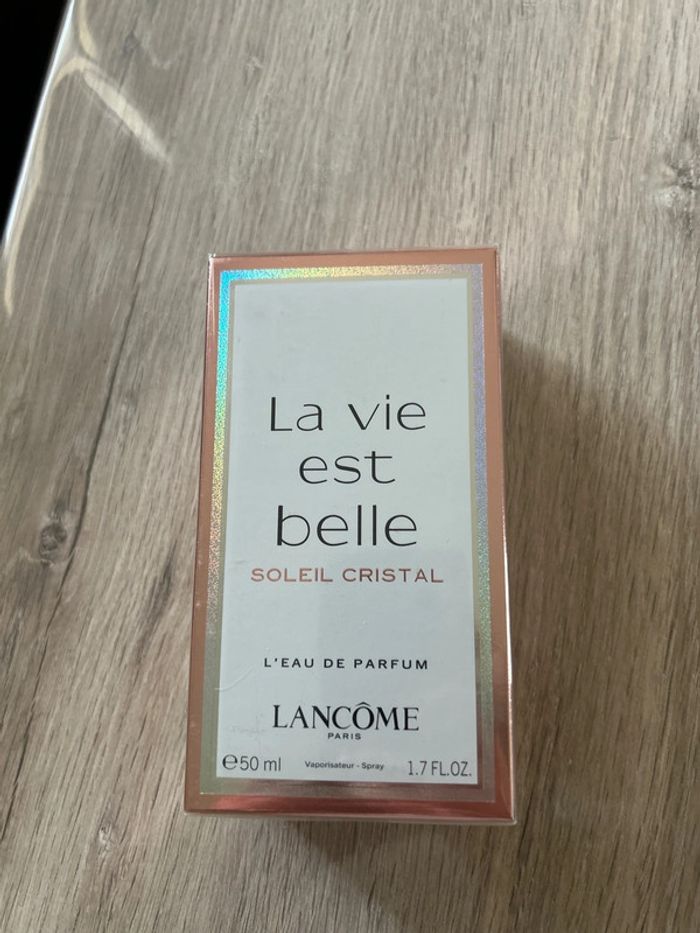 La vie
est
belle
SOLEIL CRISTAL
L'EAU DE PARFUM
LANCÔME
PARIS
℮50 ml Vaporisateur - Spray 1.7 FL.OZ.